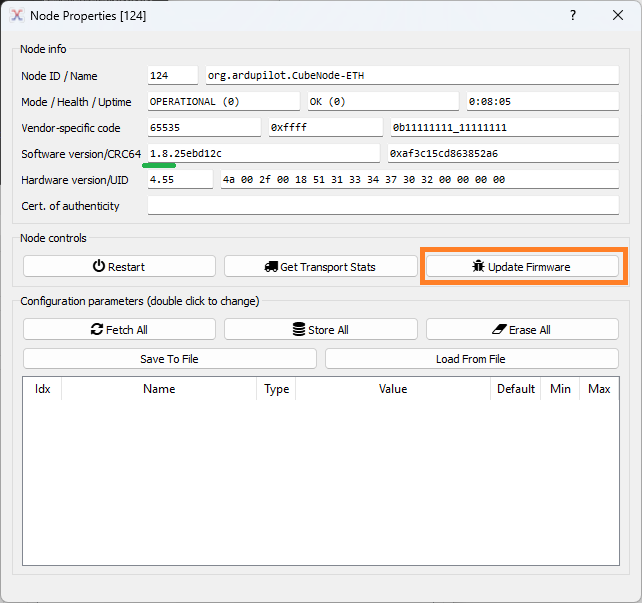 Node Properties [124] ?
Node info
Node ID / Name 124 org.ardupilot.CubeNode-ETH
Mode / Health / Uptime OPERATIONAL (0) OK (0) 0:08:05
Vendor-specific code 65535 0xffff 0b11111111_11111111
Software version/CRC64 1.8.25ebd12c 0xaf3c15cd863852a6
Hardware version/UID 4.55 4a 00 2f 00 18 51 31 33 34 37 30 32 00 00 00 00
Cert. of authenticity
Node controls
Restart Get Transport Stats Update Firmware
Configuration parameters (double click to change)
Fetch All Store All Erase All
Save To File Load From File
Idx Name Type Value Default Min Max